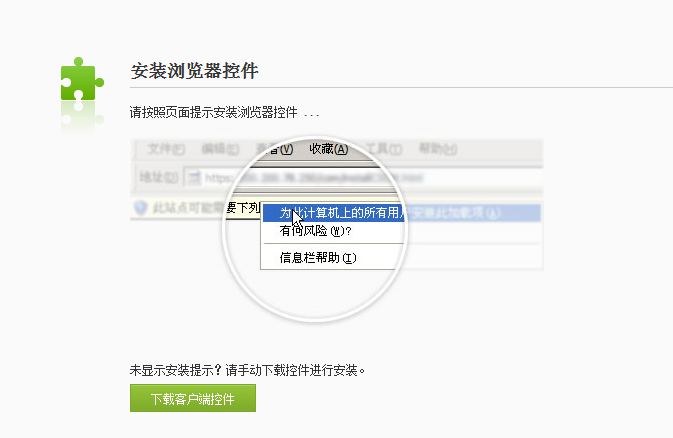 安装浏览器控件
请按照页面提示安装浏览器控件 ...
文件(F) 编辑(E) 查看(V) 收藏(A) 工具(T) 帮助(H)
地址(D)
此站点可能需要下列
为此计算机上的所有用户安装此加载项(A)
有何风险(W)?
信息栏帮助(I)
未显示安装提示？请手动下载控件进行安装。
下载客户端控件